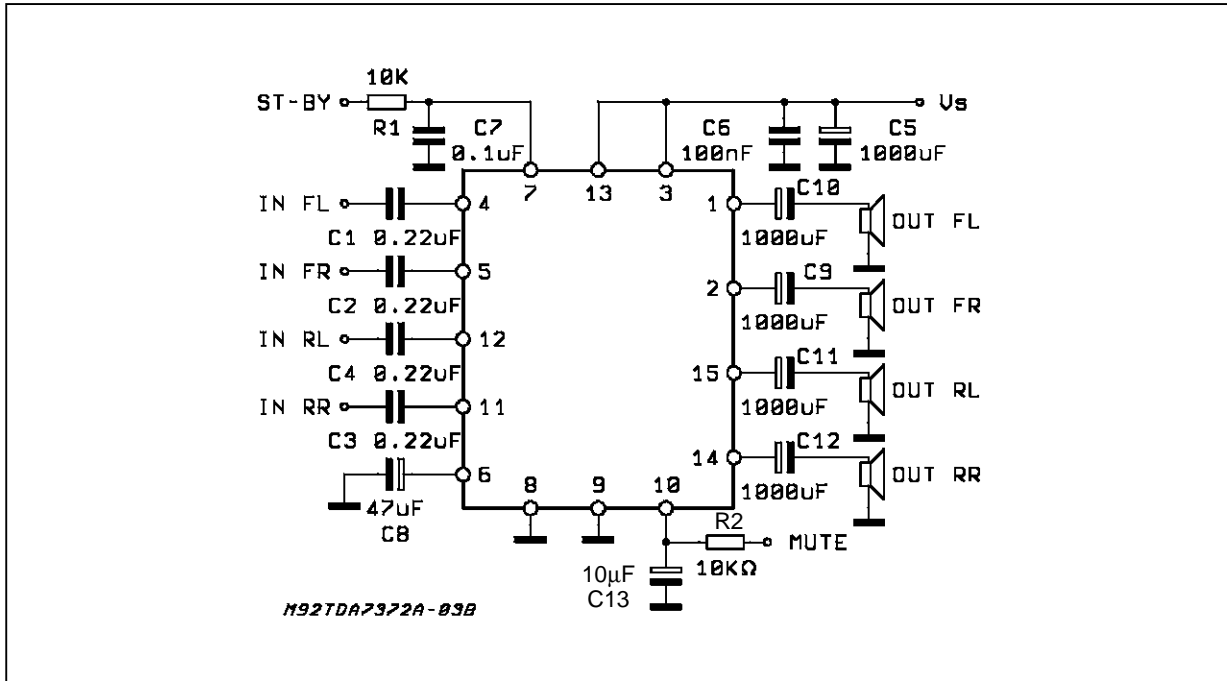 10K
ST-BY
Vs
R1
C7
C6
C5
0.1uF
100nF
1000uF
7
13
3
IN FL
4
1
C10
OUT FL
C1 0.22uF
1000uF
IN FR
5
2
C9
OUT FR
C2 0.22uF
1000uF
IN RL
12
15
C11
OUT RL
C4 0.22uF
1000uF
IN RR
11
14
C12
OUT RR
C3 0.22uF
1000uF
6
8
9
10
47uF
C8
R2
MUTE
10KΩ
10µF
C13
M92TDA7372A-03B